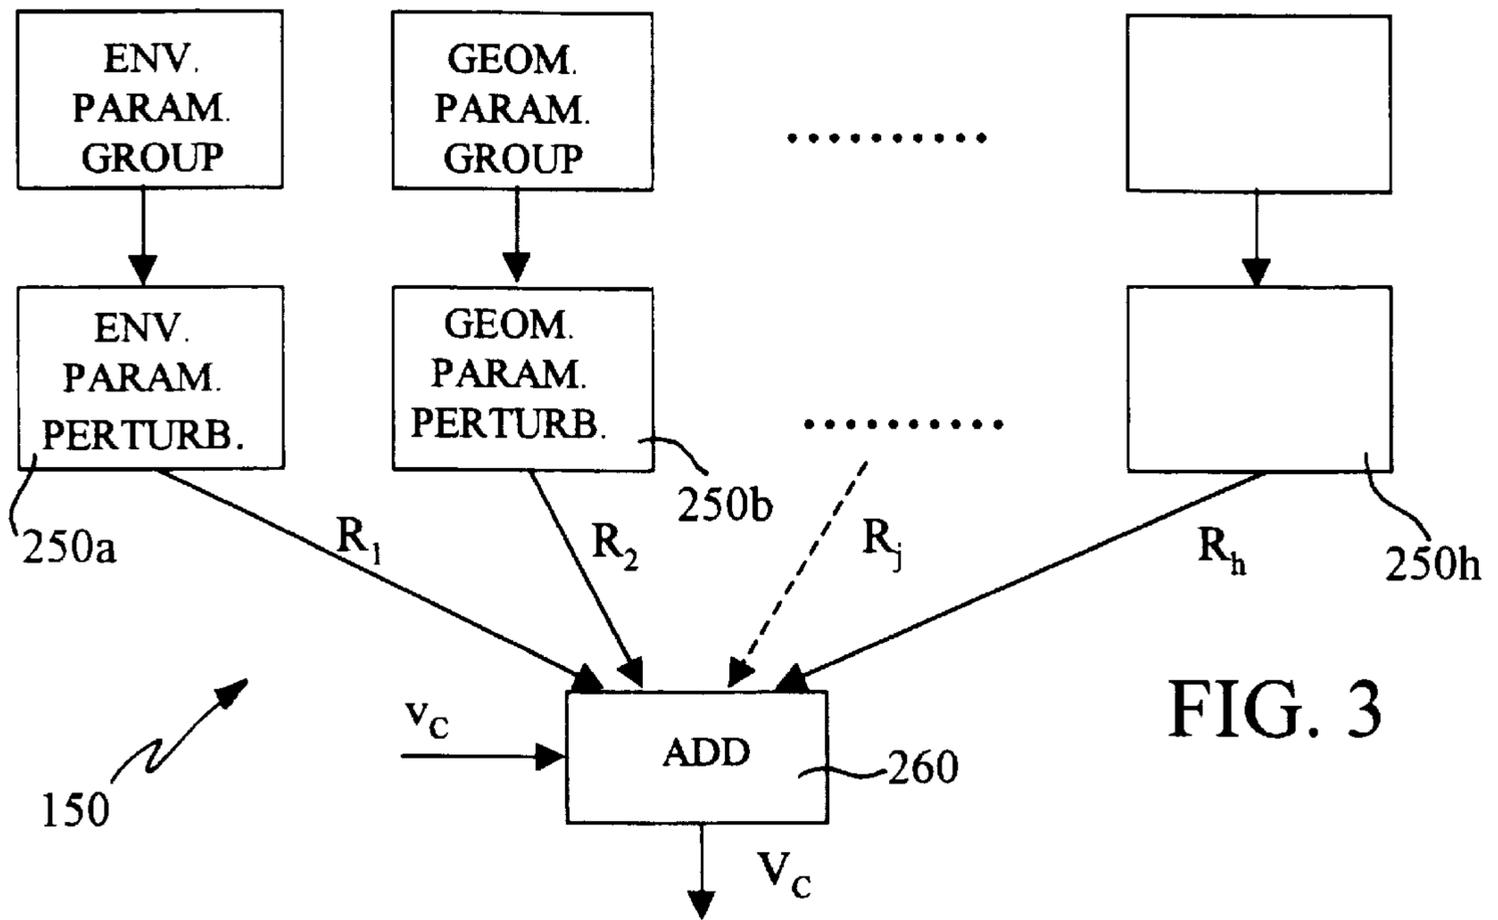 ENV.
PARAM.
GROUP
GEOM.
PARAM.
GROUP
ENV.
PARAM.
PERTURB.
GEOM.
PARAM.
PERTURB.
250a
250b
250h
R1
R2
Rj
Rh
vC
ADD
260
VC
150
FIG. 3